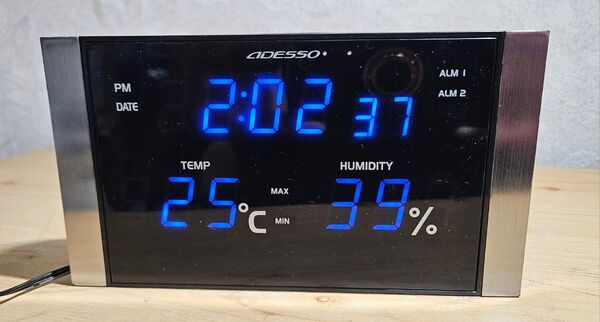 ADESSO
PM 2:02 37 ALM 1
DATE ALM 2
TEMP HUMIDITY
25°C MAX 39%
MIN